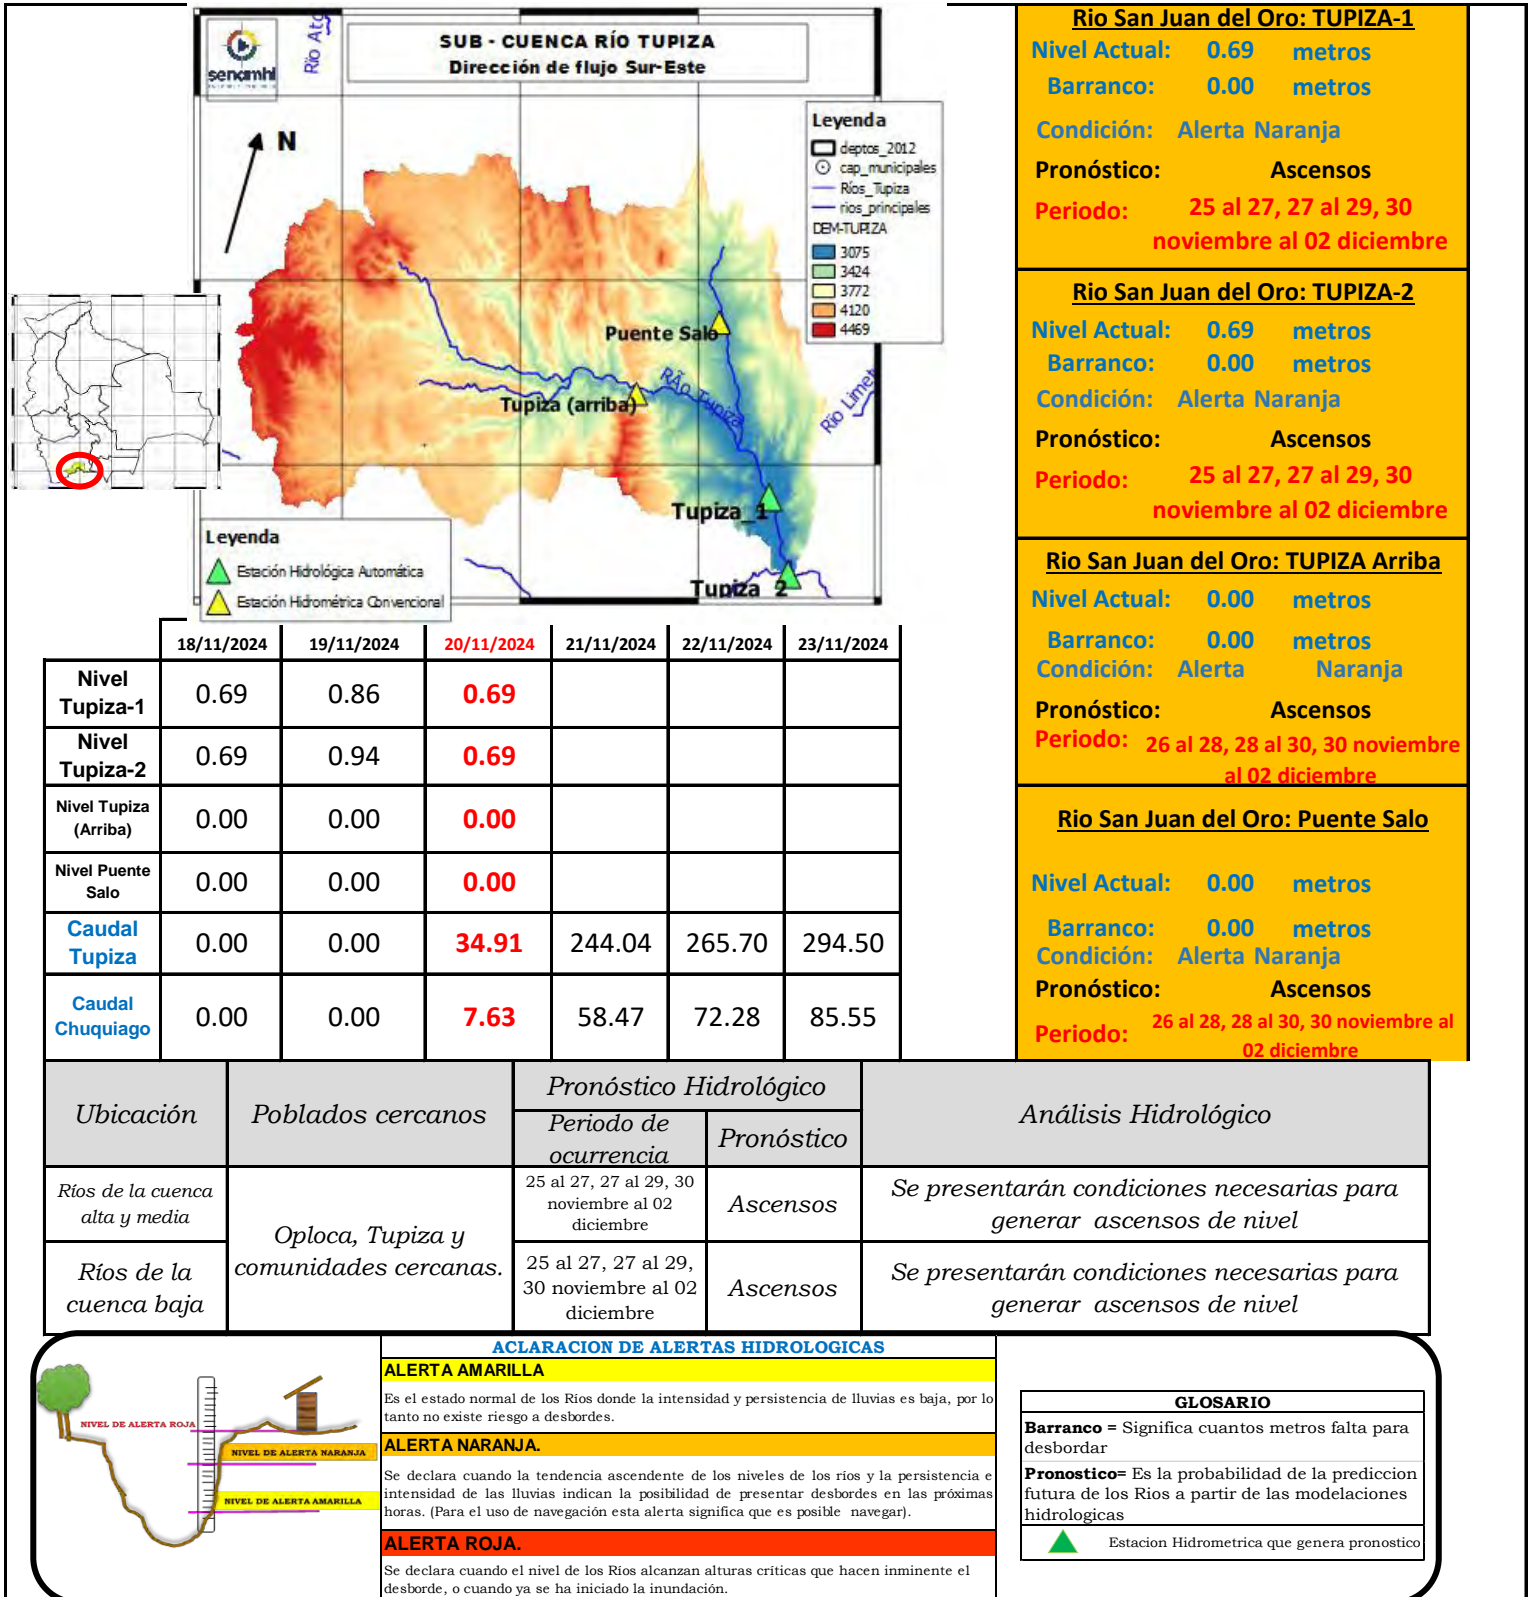 senamhi
Río Ato
SUB - CUENCA RÍO TUPIZA
Dirección de flujo Sur-Este
N
Leyenda
deptos_2012
cap_municipales
Ríos_Tupiza
rios_principales
DEM-TUPIZA
3075
3424
3772
4120
4469
Puente Salo
RÃ­o Tupiza
Tupiza (arriba)
Río Limet
Tupiza_1
Tupiza_2
Leyenda
Estación Hidrológica Automática
Estación Hidrométrica Convencional
Rio San Juan del Oro: TUPIZA-1
Nivel Actual: 0.69 metros
Barranco: 0.00 metros
Condición: Alerta Naranja
Pronóstico: Ascensos
Periodo: 25 al 27, 27 al 29, 30
noviembre al 02 diciembre
Rio San Juan del Oro: TUPIZA-2
Nivel Actual: 0.69 metros
Barranco: 0.00 metros
Condición: Alerta Naranja
Pronóstico: Ascensos
Periodo: 25 al 27, 27 al 29, 30
noviembre al 02 diciembre
Rio San Juan del Oro: TUPIZA Arriba
Nivel Actual: 0.00 metros
Barranco: 0.00 metros
Condición: Alerta Naranja
Pronóstico: Ascensos
Periodo: 26 al 28, 28 al 30, 30 noviembre
al 02 diciembre
Rio San Juan del Oro: Puente Salo
Nivel Actual: 0.00 metros
Barranco: 0.00 metros
Condición: Alerta Naranja
Pronóstico: Ascensos
Periodo: 26 al 28, 28 al 30, 30 noviembre al
02 diciembre
18/11/2024 19/11/2024 20/11/2024 21/11/2024 22/11/2024 23/11/2024
Nivel
Tupiza-1 0.69 0.86 0.69
Nivel
Tupiza-2 0.69 0.94 0.69
Nivel Tupiza
(Arriba) 0.00 0.00 0.00
Nivel Puente
Salo 0.00 0.00 0.00
Caudal
Tupiza 0.00 0.00 34.91 244.04 265.70 294.50
Caudal
Chuquiago 0.00 0.00 7.63 58.47 72.28 85.55
Ubicación
Poblados cercanos
Pronóstico Hidrológico
Periodo de
ocurrencia
Pronóstico
Análisis Hidrológico
Ríos de la cuenca
alta y media
Oploca, Tupiza y
comunidades cercanas.
25 al 27, 27 al 29, 30
noviembre al 02
diciembre
Ascensos
Se presentarán condiciones necesarias para
generar ascensos de nivel
Ríos de la
cuenca baja
25 al 27, 27 al 29,
30 noviembre al 02
diciembre
Ascensos
Se presentarán condiciones necesarias para
generar ascensos de nivel
NIVEL DE ALERTA ROJA
NIVEL DE ALERTA NARANJA
NIVEL DE ALERTA AMARILLA
ACLARACION DE ALERTAS HIDROLOGICAS
ALERTA AMARILLA
Es el estado normal de los Ríos donde la intensidad y persistencia de lluvias es baja, por lo
tanto no existe riesgo a desbordes.
ALERTA NARANJA.
Se declara cuando la tendencia ascendente de los niveles de los ríos y la persistencia e
intensidad de las lluvias indican la posibilidad de presentar desbordes en las próximas
horas. (Para el uso de navegación esta alerta significa que es posible navegar).
ALERTA ROJA.
Se declara cuando el nivel de los Ríos alcanzan alturas críticas que hacen inminente el
desborde, o cuando ya se ha iniciado la inundación.
GLOSARIO
Barranco = Significa cuantos metros falta para
desbordar
Pronostico= Es la probabilidad de la prediccion
futura de los Rios a partir de las modelaciones
hidrologicas
Estacion Hidrometrica que genera pronostico